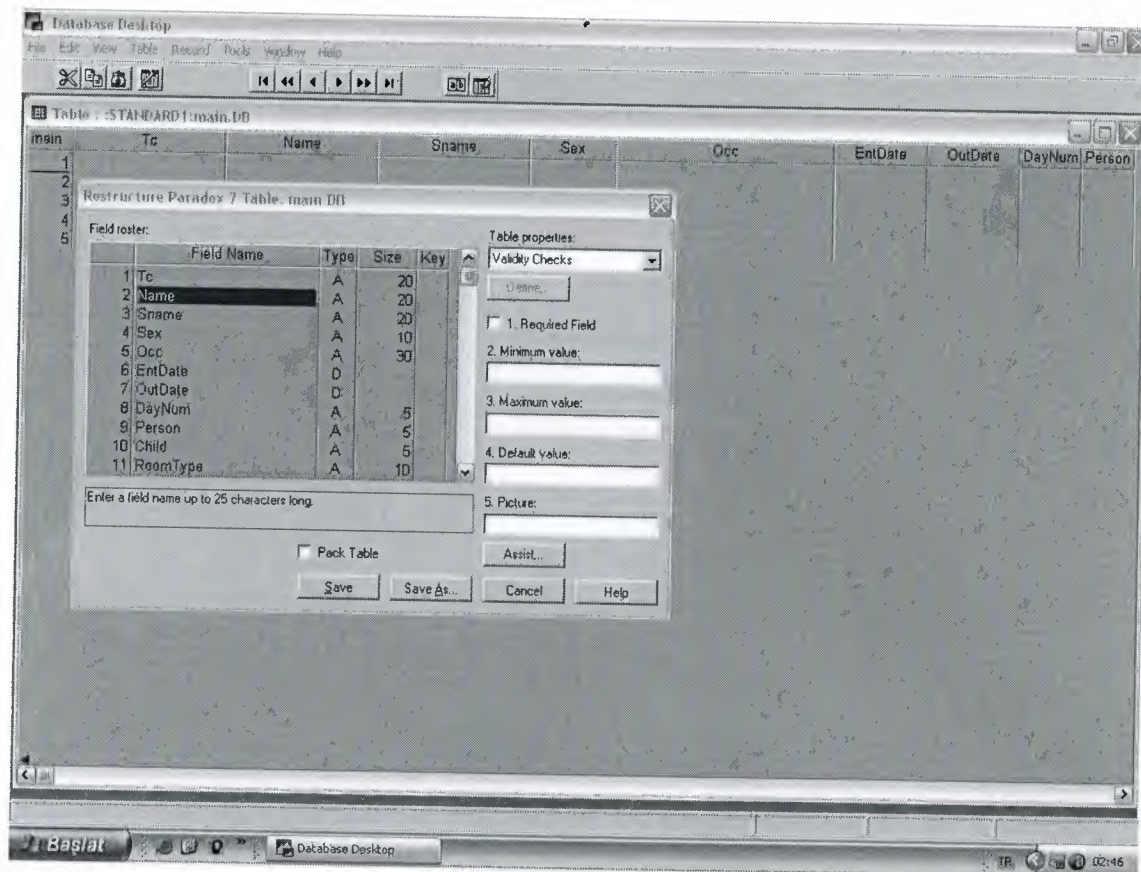 Database Desktop
File Edit View Table Record Tools Window Help
Table : :STANDARD1:main.DB
main Tc Name Sname Sex Occ EntDate OutDate DayNum Person
1
2
3
4
5
Restructure Paradox 7 Table: main.DB
Field roster:
Field Name Type Size Key
1 Tc A 20
2 Name A 20
3 Sname A 20
4 Sex A 10
5 Occ A 30
6 EntDate D
7 OutDate D
8 DayNum A 5
9 Person A 5
10 Child A 5
11 RoomType A 10
Enter a field name up to 25 characters long.
Pack Table
Save Save As...
Table properties:
Validity Checks
Define...
1. Required Field
2. Minimum value:
3. Maximum value:
4. Default value:
5. Picture:
Assist...
Cancel Help
Başlat Database Desktop TR 02:46